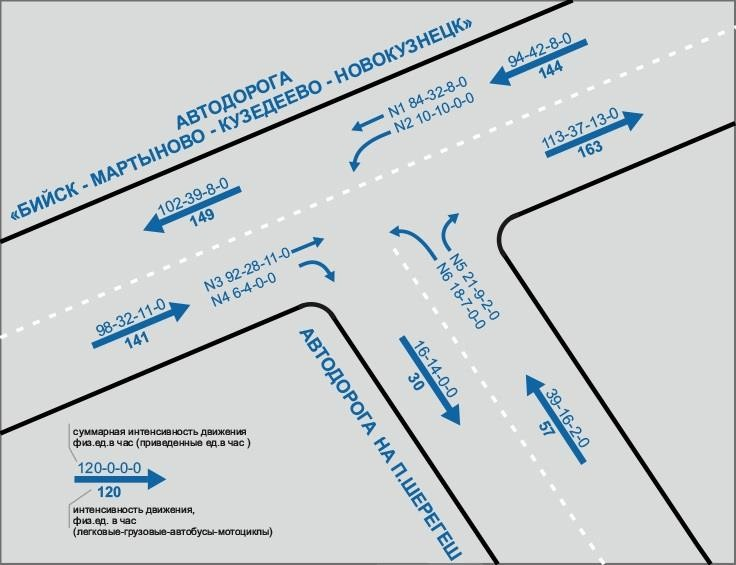 АВТОДОРОГА
«БИЙСК - МАРТЫНОВО - КУЗЕДЕЕВО - НОВОКУЗНЕЦК»
94-42-8-0
144
N1 84-32-8-0
N2 10-10-0-0
113-37-13-0
163
102-39-8-0
149
N3 92-28-11-0
N4 6-4-0-0
98-32-11-0
141
N5 21-9-2-0
N6 18-7-0-0
16-14-0-0
30
39-16-2-0
57
АВТОДОРОГА НА П.ШЕРЕГЕШ
суммарная интенсивность движения
физ.ед.в час (приведенные ед.в час )
120-0-0-0
120
интенсивность движения,
физ.ед. в час
(легковые-грузовые-автобусы-мотоциклы)